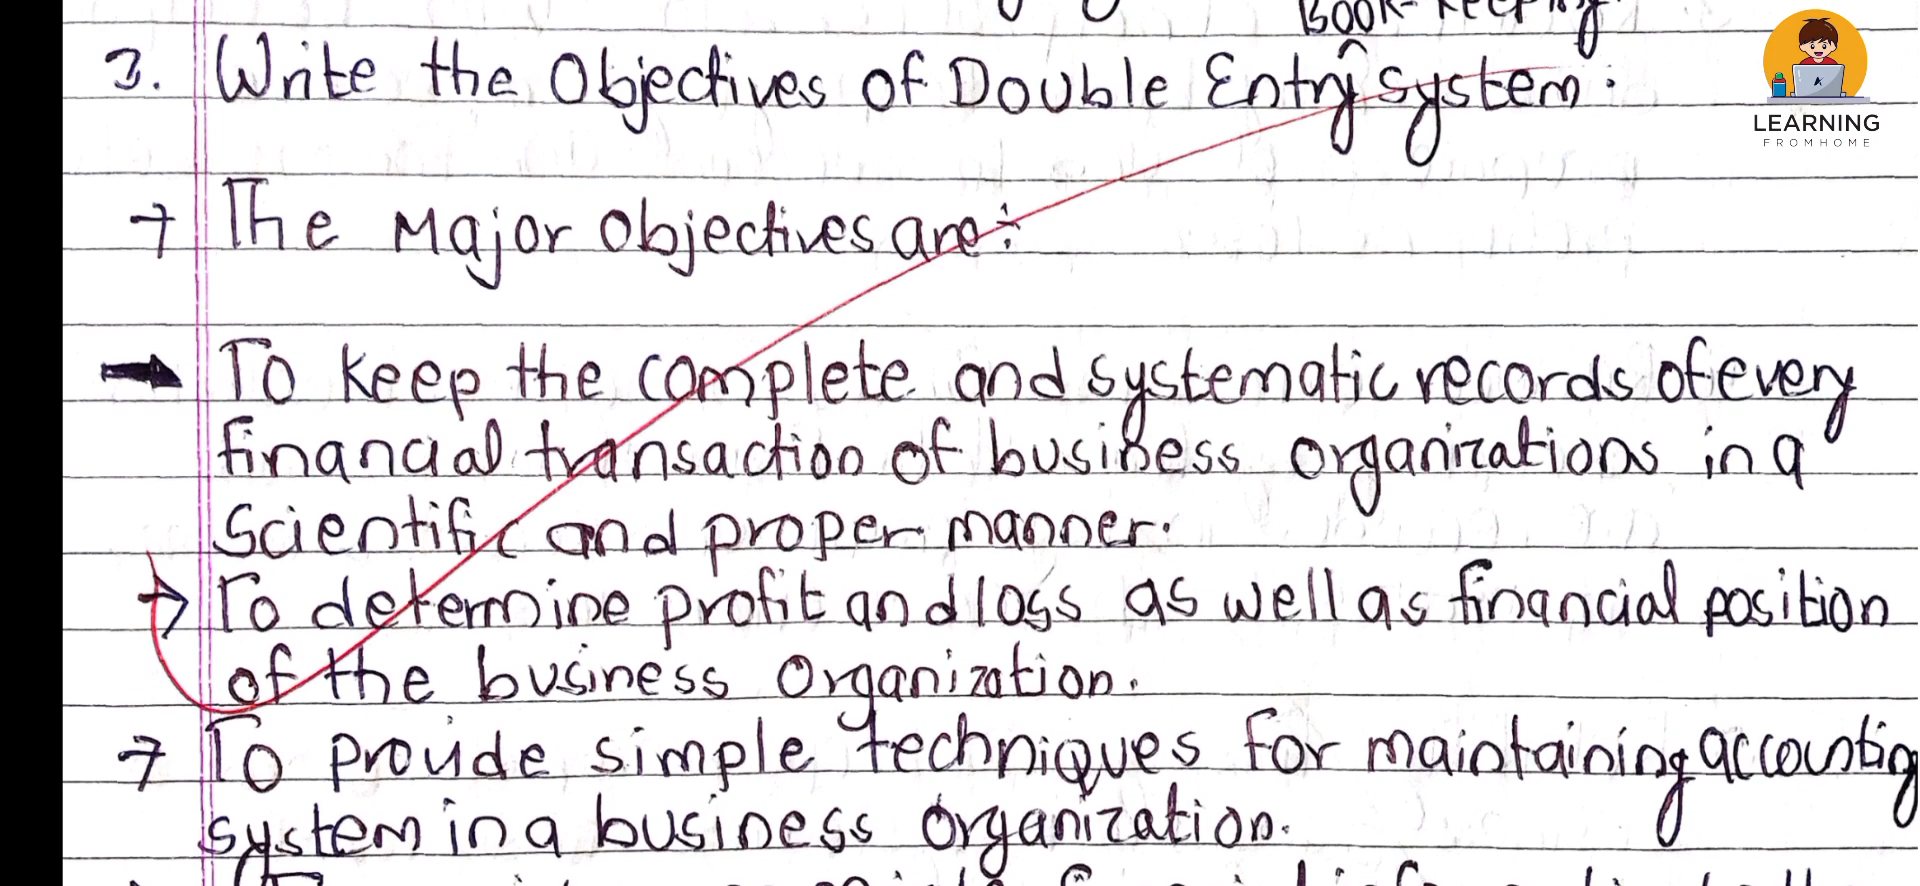 Book-keeping
3. Write the Objectives of Double Entry ^ system.
→ The Major objectives are:
→ To keep the complete and systematic records of every
financial transaction of business organizations in a
Scientific and proper manner.
→ To determine profit and loss as well as financial position
of the business organization.
→ To provide simple techniques for maintaining accounting
system in a business organization.
LEARNING
FROMHOME